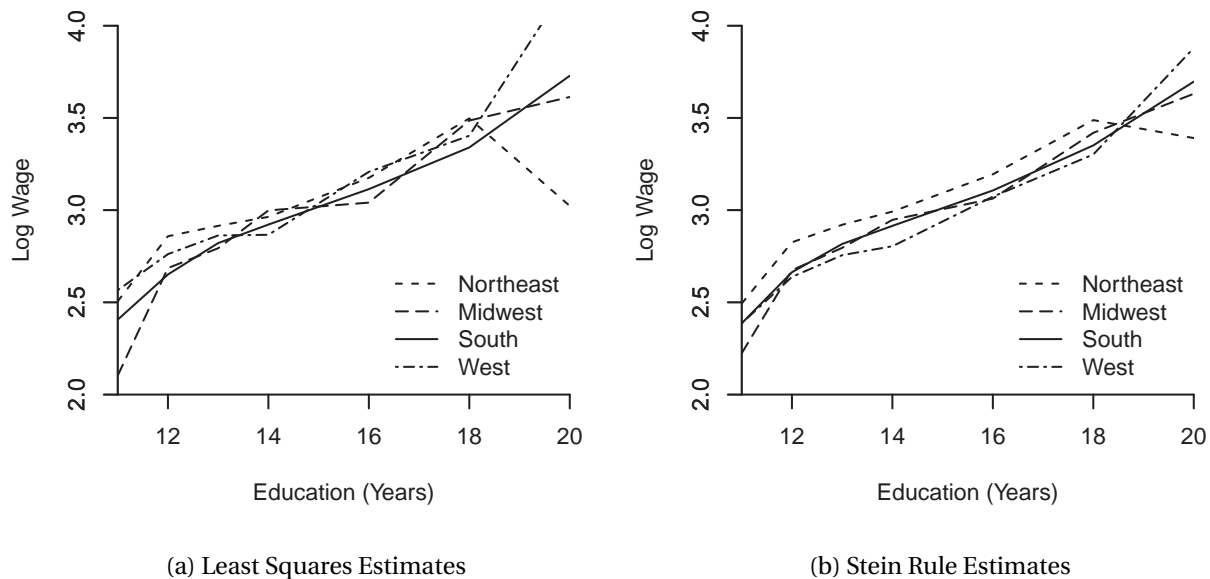 4.0
3.5
3.0
2.5
2.0
Log Wage
12 14 16 18 20
Education (Years)
Northeast
Midwest
South
West
(a) Least Squares Estimates
4.0
3.5
3.0
2.5
2.0
Log Wage
12 14 16 18 20
Education (Years)
Northeast
Midwest
South
West
(b) Stein Rule Estimates